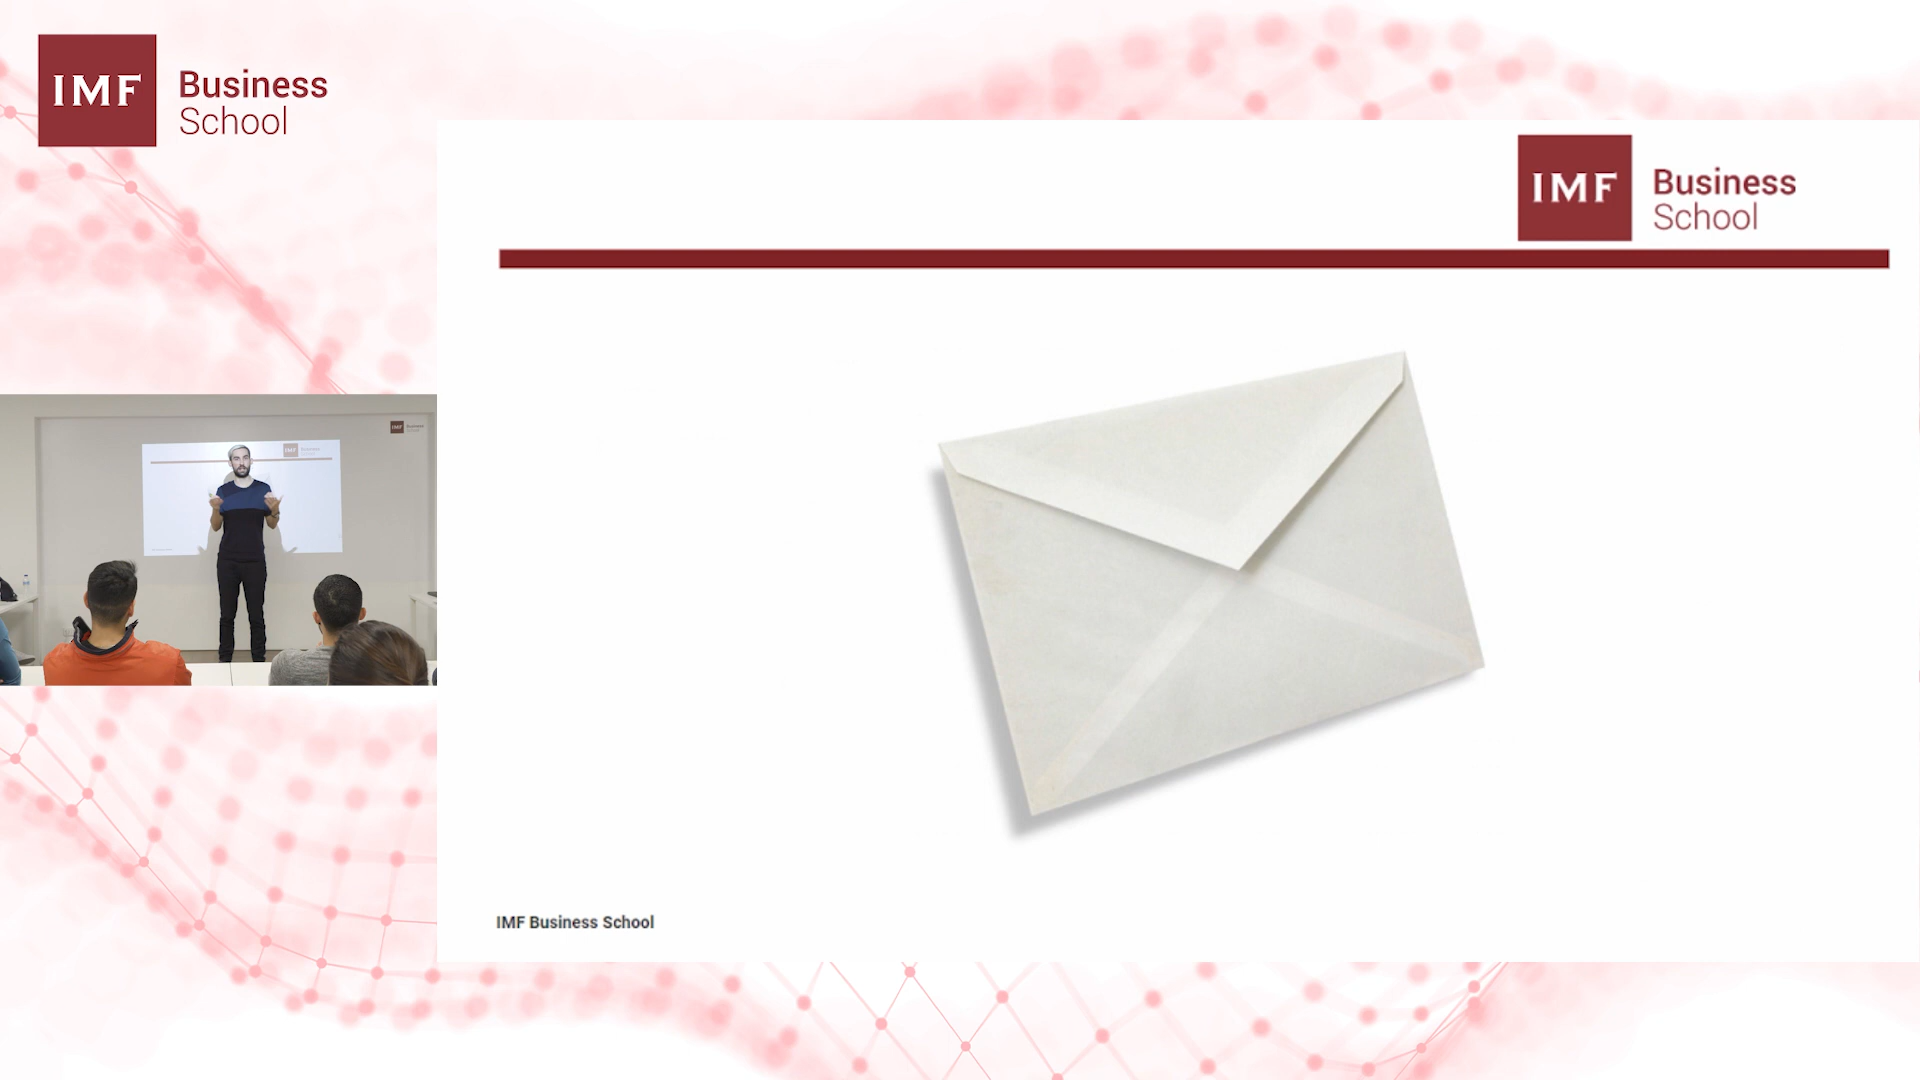 IMF
Business
School
IMF
Business
School
IMF Business School